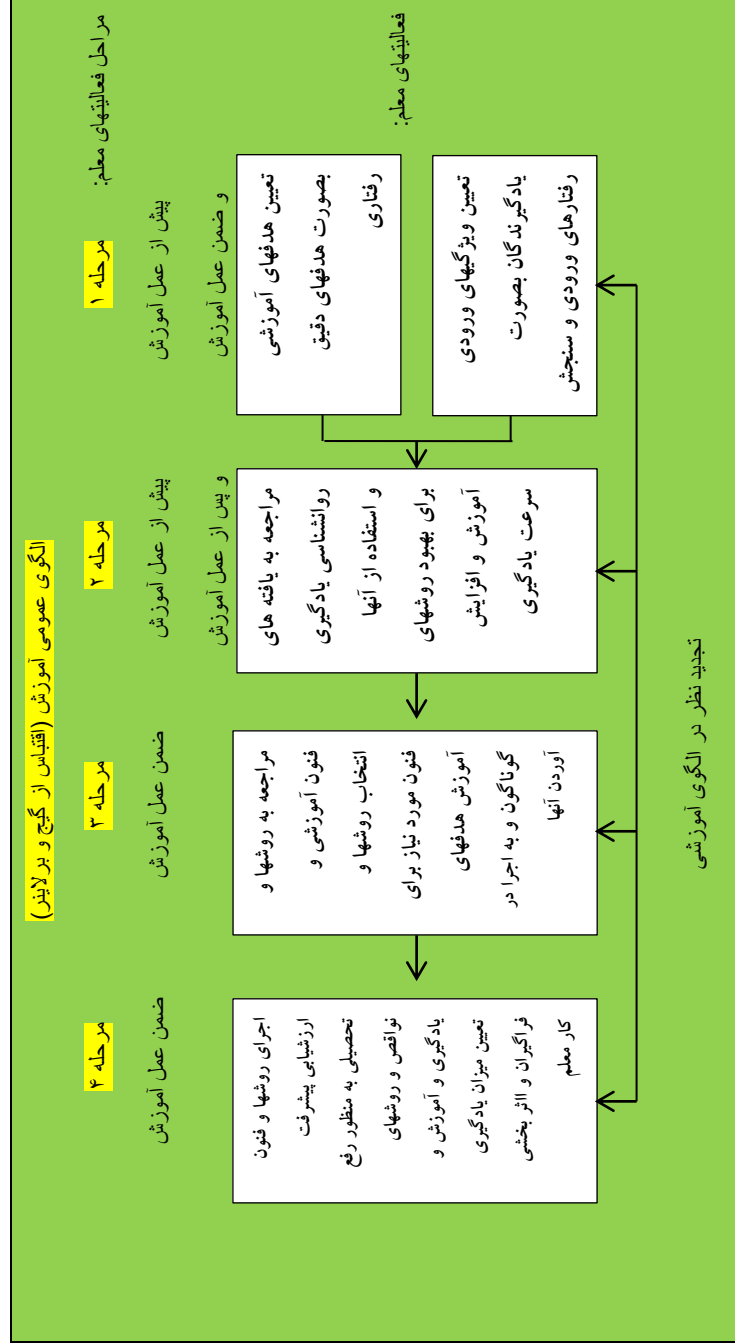 الگوی عمومی آموزش (اقتباس از گیج و برلاینر)
مراحل فعالیتهای معلم:
مرحله ۱
پیش از عمل آموزش
و ضمن عمل آموزش
مرحله ۲
پیش از عمل آموزش
و پس از عمل آموزش
مرحله ۳
ضمن عمل آموزش
مرحله ۴
ضمن عمل آموزش
فعالیتهای معلم:
تعیین هدفهای آموزشی
بصورت هدفهای دقیق
رفتاری
تعیین ویژگیهای ورودی
یادگیرندگان بصورت
رفتارهای ورودی و سنجش
مراجعه به یافته های
روانشناسی یادگیری
و استفاده از آنها
برای بهبود روشهای
آموزش و افزایش
سرعت یادگیری
مراجعه به روشها و
فنون آموزشی و
انتخاب روشها و
فنون مورد نیاز برای
آموزش هدفهای
گوناگون و به اجرا در
آوردن آنها
اجرای روشها و فنون
ارزشیابی پیشرفت
تحصیلی به منظور رفع
نواقص و روشهای
یادگیری و آموزش و
تعیین میزان یادگیری
فراگیران و ااثر بخشی
کار معلم
تجدید نظر در الگوی آموزشی